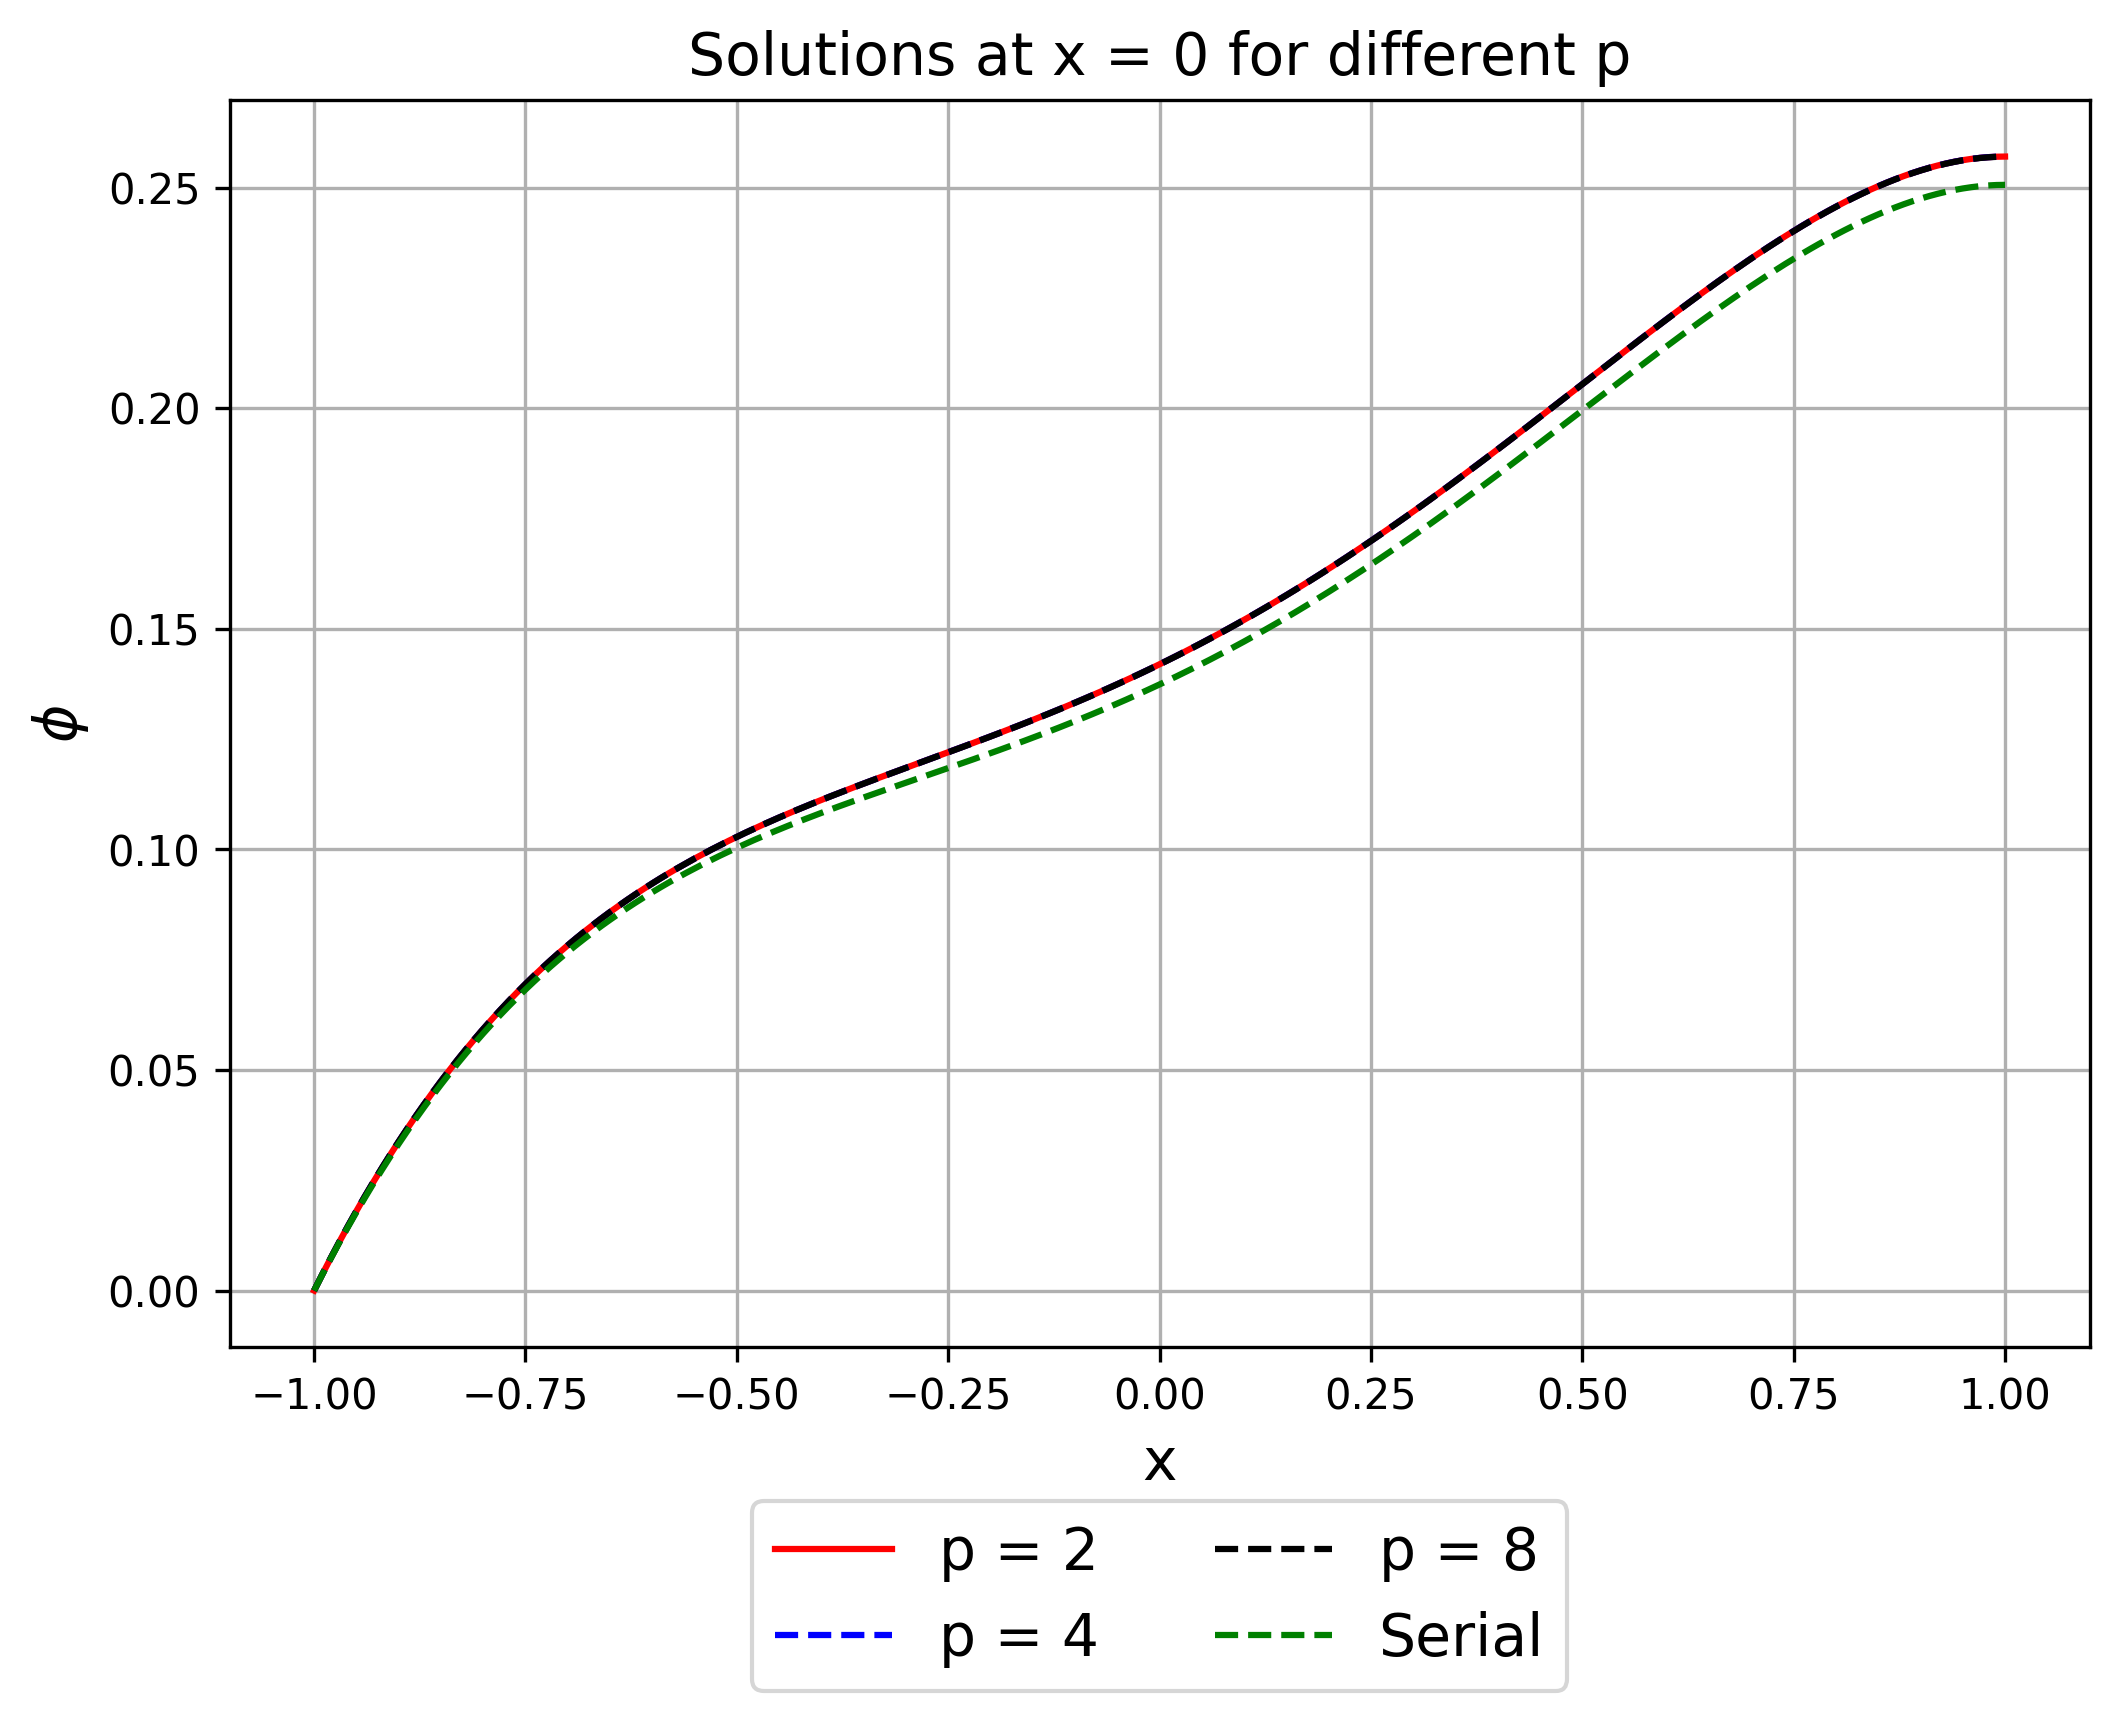 Solutions at x = 0 for different p
ϕ
0.25
0.20
0.15
0.10
0.05
0.00
−1.00 −0.75 −0.50 −0.25 0.00 0.25 0.50 0.75 1.00
x
p = 2 p = 8
p = 4 Serial